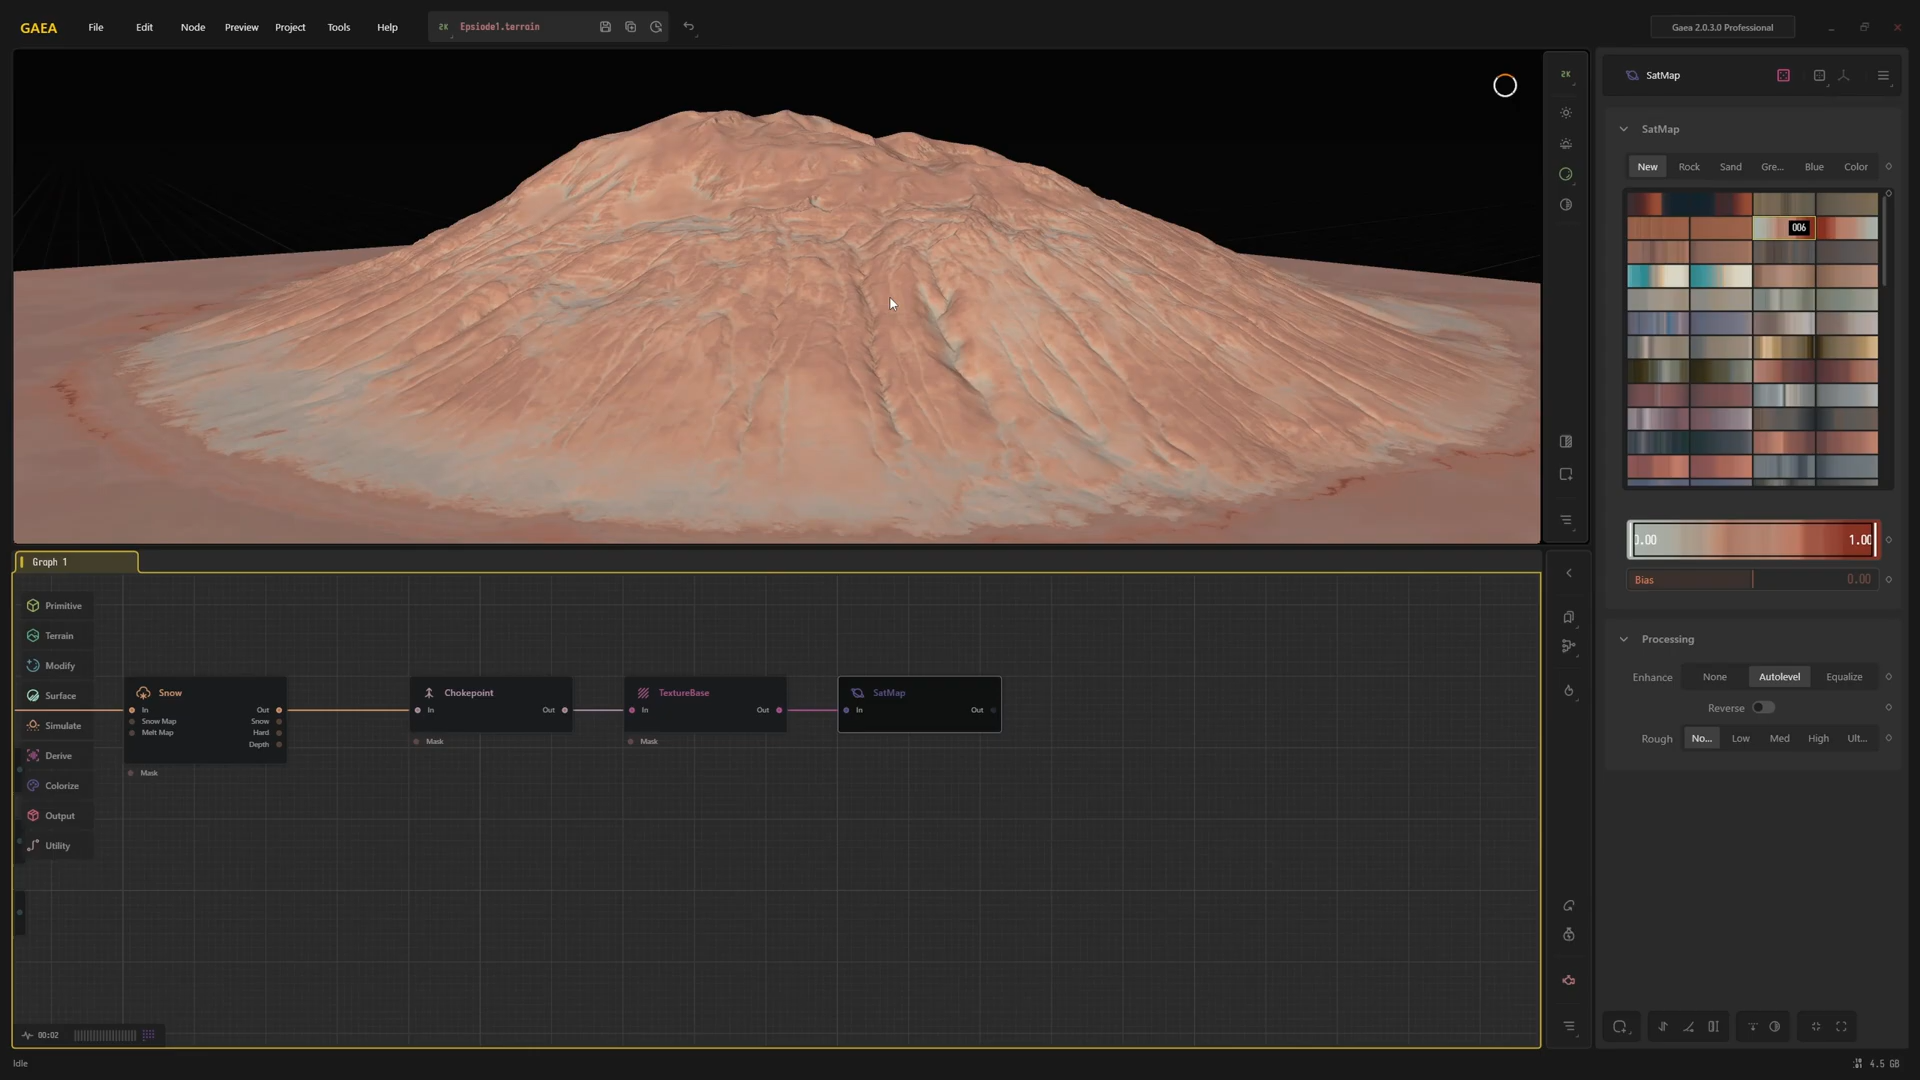 GAEA File Edit Node Preview Project Tools Help 2K Epsiode1.terrain Gaea 2.0.3.0 Professional
2K
SatMap
SatMap
New Rock Sand Gre... Blue Color
006
0.00 1.00
Bias 0.00
Processing
Enhance None Autolevel Equalize
Reverse
Rough No... Low Med High Ult...
Graph 1
Primitive
Terrain
Modify
Surface
Simulate
Derive
Colorize
Output
Utility
Snow
In Out
Snow Map Snow
Melt Map Hard
Depth
Mask
Chokepoint
In Out
Mask
TextureBase
In Out
Mask
SatMap
In Out
00:02
Idle
4.5 GB